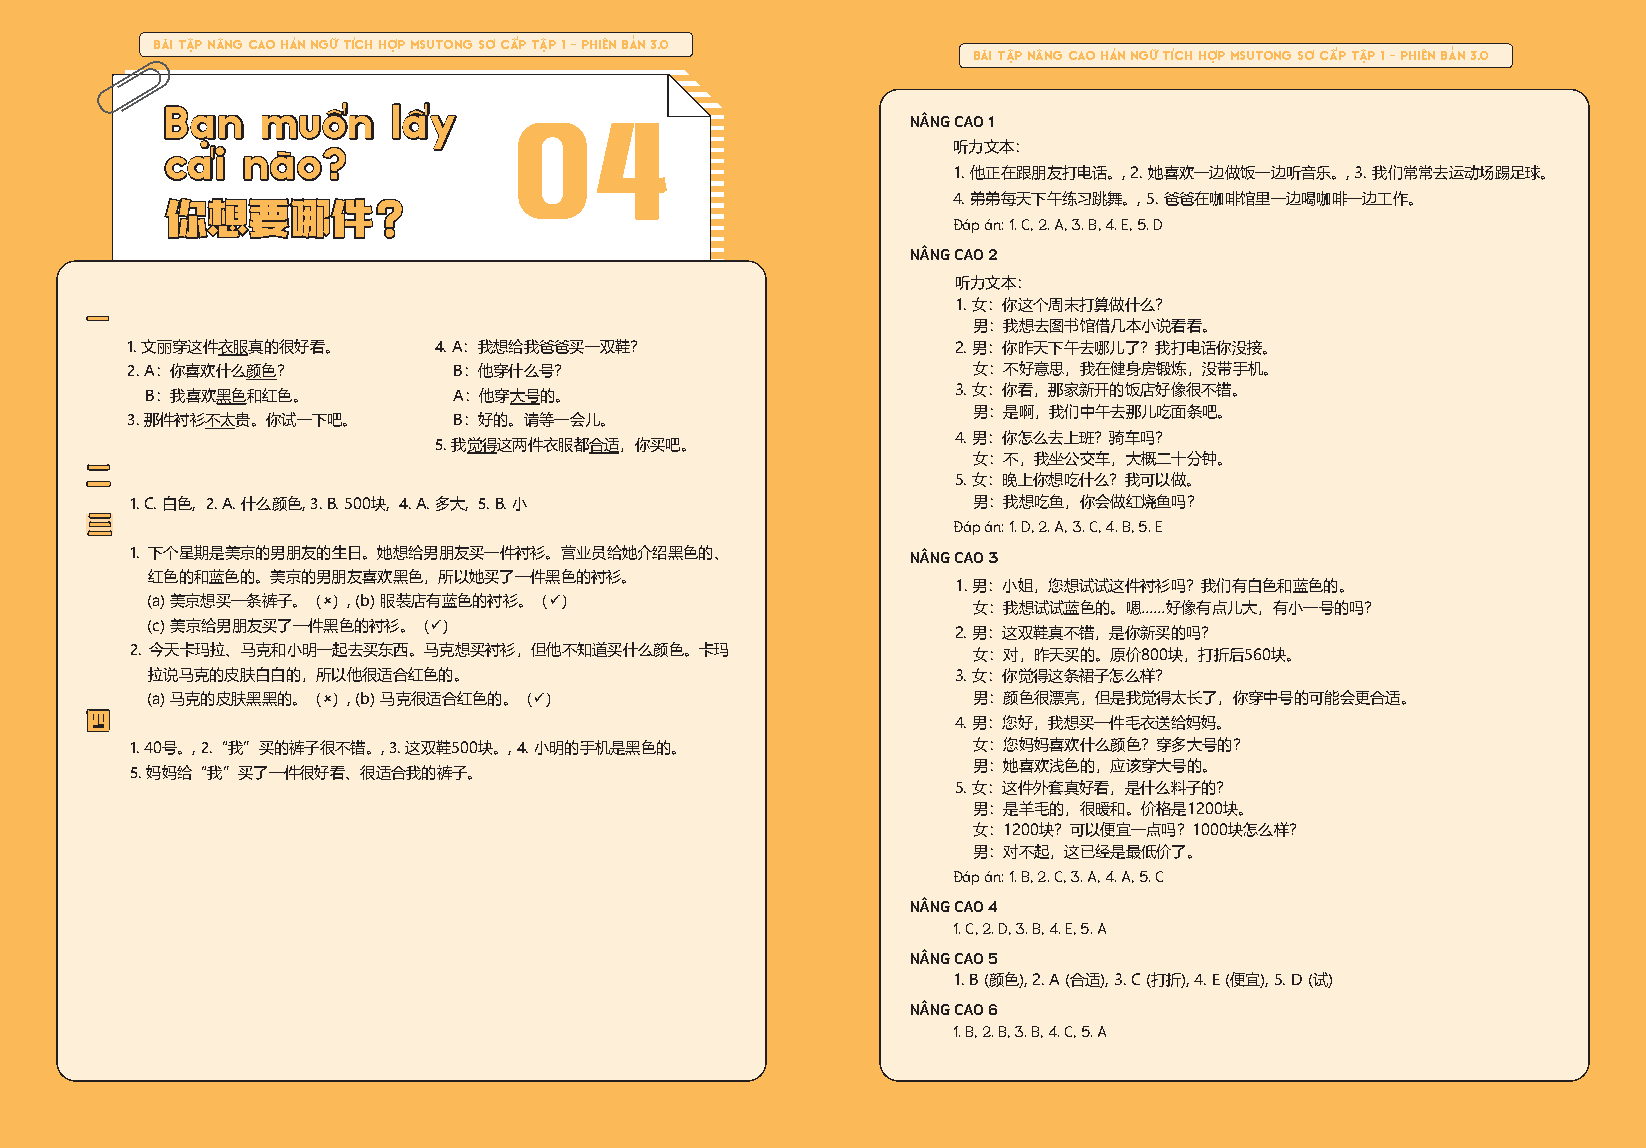 BÀI TẬP NÂNG CAO HÁN NGỮ TÍCH HỢP MSUTONG SƠ CẤP TẬP 1 - PHIÊN BẢN 3.0
Bạn muốn lấy
cái nào?
你想要哪件？
04
一
1. 文丽穿这件衣服真的很好看。
2. A：你喜欢什么颜色？
B：我喜欢黑色和红色。
3. 那件衬衫不太贵。你试一下吧。
4. A：我想给我爸爸买一双鞋？
B：他穿什么号？
A：他穿大号的。
B：好的。请等一会儿。
5. 我觉得这两件衣服都合适，你买吧。
二
1. C. 白色, 2. A. 什么颜色, 3. B. 500块, 4. A. 多大, 5. B. 小
三
1. 下个星期是美京的男朋友的生日。她想给男朋友买一件衬衫。营业员给她介绍黑色的、
红色的和蓝色的。美京的男朋友喜欢黑色，所以她买了一件黑色的衬衫。
(a) 美京想买一条裤子。（×）, (b) 服装店有蓝色的衬衫。（✓）
(c) 美京给男朋友买了一件黑色的衬衫。（✓）
2. 今天卡玛拉、马克和小明一起去买东西。马克想买衬衫，但他不知道买什么颜色。卡玛
拉说马克的皮肤白白的，所以他很适合红色的。
(a) 马克的皮肤黑黑的。（×）, (b) 马克很适合红色的。（✓）
四
1. 40号。, 2.“我”买的裤子很不错。, 3. 这双鞋500块。, 4. 小明的手机是黑色的。
5. 妈妈给“我”买了一件很好看、很适合我的裤子。
BÀI TẬP NÂNG CAO HÁN NGỮ TÍCH HỢP MSUTONG SƠ CẤP TẬP 1 - PHIÊN BẢN 3.0
NÂNG CAO 1
听力文本：
1. 他正在跟朋友打电话。, 2. 她喜欢一边做饭一边听音乐。, 3. 我们常常去运动场踢足球。
4. 弟弟每天下午练习跳舞。, 5. 爸爸在咖啡馆里一边喝咖啡一边工作。
Đáp án: 1. C, 2. A, 3. B, 4. E, 5. D
NÂNG CAO 2
听力文本：
1. 女：你这个周末打算做什么？
男：我想去图书馆借几本小说看看。
2. 男：你昨天下午去哪儿了？我打电话你没接。
女：不好意思，我在健身房锻炼，没带手机。
3. 女：你看，那家新开的饭店好像很不错。
男：是啊，我们中午去那儿吃面条吧。
4. 男：你怎么去上班？骑车吗？
女：不，我坐公交车，大概二十分钟。
5. 女：晚上你想吃什么？我可以做。
男：我想吃鱼，你会做红烧鱼吗？
Đáp án: 1. D, 2. A, 3. C, 4. B, 5. E
NÂNG CAO 3
1. 男：小姐，您想试试这件衬衫吗？我们有白色和蓝色的。
女：我想试试蓝色的。嗯……好像有点儿大，有小一号的吗？
2. 男：这双鞋真不错，是你新买的吗？
女：对，昨天买的。原价800块，打折后560块。
3. 女：你觉得这条裙子怎么样？
男：颜色很漂亮，但是我觉得太长了，你穿中号的可能会更合适。
4. 男：您好，我想买一件毛衣送给妈妈。
女：您妈妈喜欢什么颜色？穿多大号的？
男：她喜欢浅色的，应该穿大号的。
5. 女：这件外套真好看，是什么料子的？
男：是羊毛的，很暖和。价格是1200块。
女：1200块？可以便宜一点吗？1000块怎么样？
男：对不起，这已经是最低价了。
Đáp án: 1. B, 2. C, 3. A, 4. A, 5. C
NÂNG CAO 4
1. C, 2. D, 3. B, 4. E, 5. A
NÂNG CAO 5
1. B (颜色), 2. A (合适), 3. C (打折), 4. E (便宜), 5. D (试)
NÂNG CAO 6
1. B, 2. B, 3. B, 4. C, 5. A